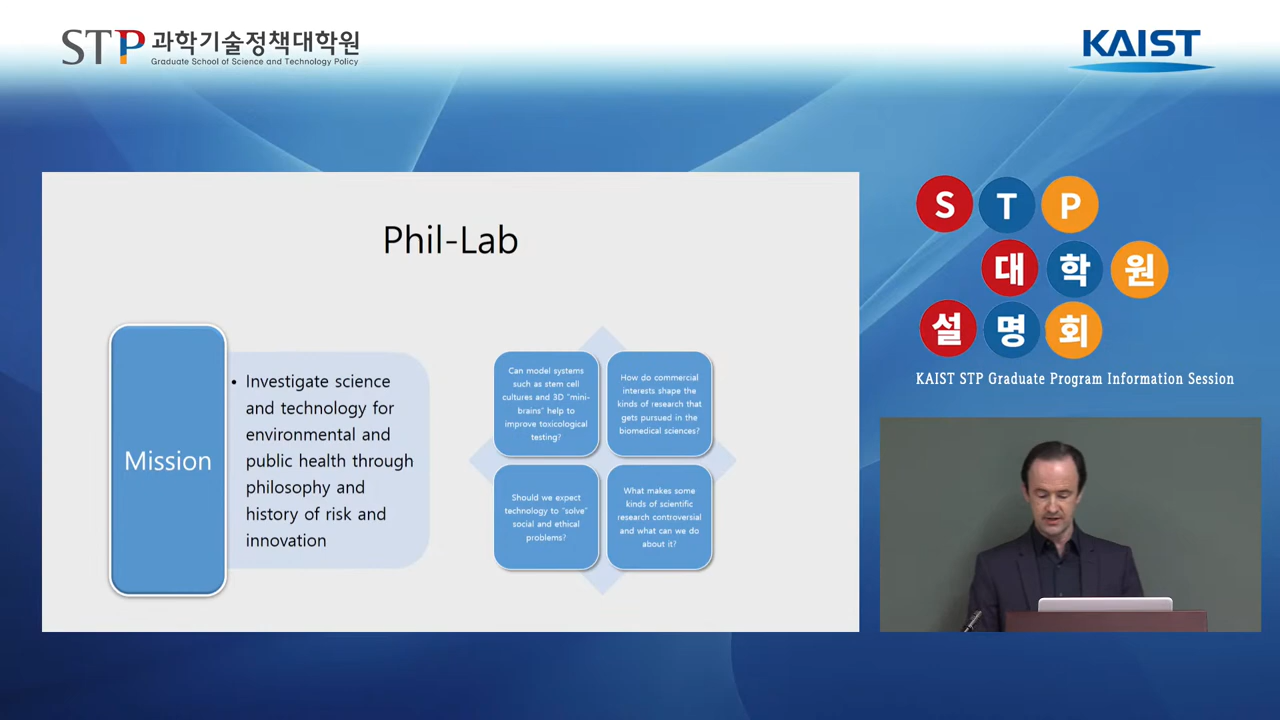 STP 과학기술정책대학원
Graduate School of Science and Technology Policy
KAIST
Phil-Lab
Mission
• Investigate science
and technology for
environmental and
public health through
philosophy and
history of risk and
innovation
Can model systems
such as stem cell
cultures and 3D "mini-
brains" help to
improve toxicological
testing?
How do commercial
interests shape the
kinds of research that
gets pursued in the
biomedical sciences?
Should we expect
technology to "solve"
social and ethical
problems?
What makes some
kinds of scientific
research controversial
and what can we do
about it?
S T P
대 학 원
설 명 회
KAIST STP Graduate Program Information Session